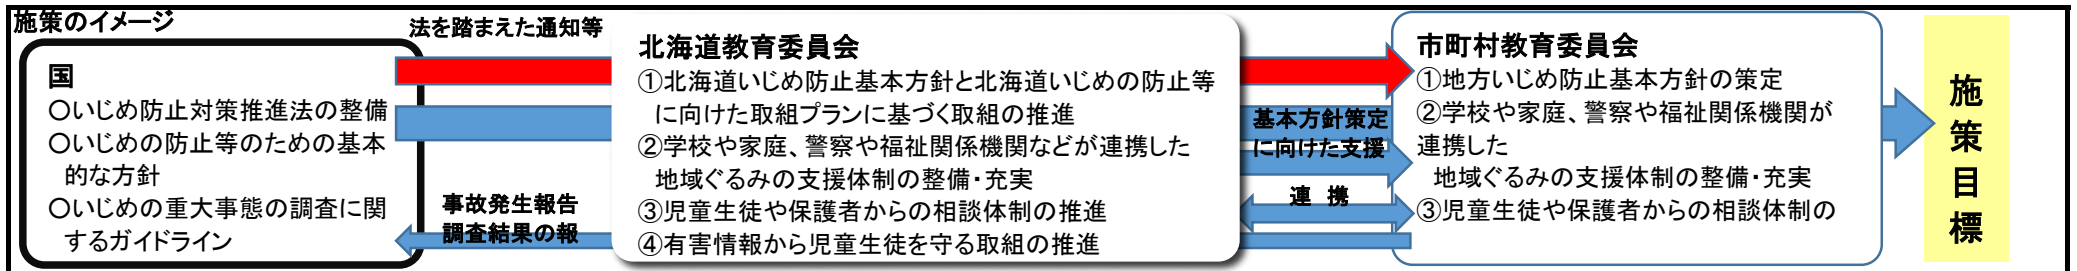 施策のイメージ
国
○いじめ防止対策推進法の整備
○いじめの防止等のための基本
的な方針
○いじめの重大事態の調査に関
するガイドライン
法を踏まえた通知等
事故発生報告
調査結果の報
北海道教育委員会
①北海道いじめ防止基本方針と北海道いじめの防止等
に向けた取組プランに基づく取組の推進
②学校や家庭、警察や福祉関係機関などが連携した
地域ぐるみの支援体制の整備・充実
③児童生徒や保護者からの相談体制の推進
④有害情報から児童生徒を守る取組の推進
基本方針策定
に向けた支援
連 携
市町村教育委員会
①地方いじめ防止基本方針の策定
②学校や家庭、警察や福祉関係機関が
連携した
地域ぐるみの支援体制の整備・充実
③児童生徒や保護者からの相談体制の
施
策
目
標